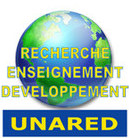 RECHERCHE
ENSEIGNEMENT
DEVELOPPEMENT
UNARED